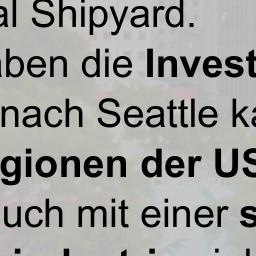 al Shipyard.
aben die Invest
nach Seattle ka
gionen der US
uch mit einer s